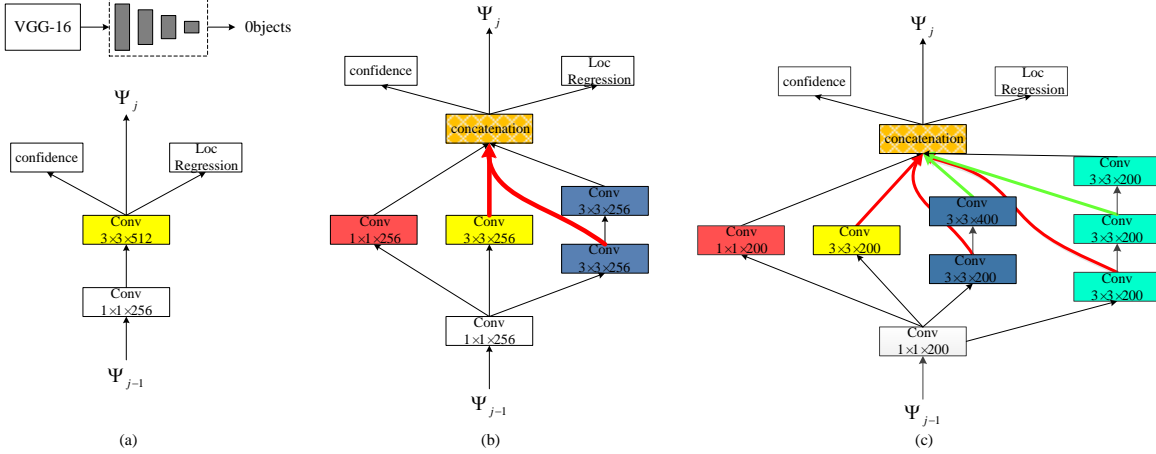 VGG-16
0bjects
Ψj
confidence
Loc
Regression
Conv
3×3×512
Conv
1×1×256
Ψj−1
(a)
Ψj
confidence
Loc
Regression
concatenation
Conv
3×3×256
Conv
1×1×256
Conv
3×3×256
Conv
3×3×256
Conv
1×1×256
Ψj-1
(b)
Ψj
confidence
Loc
Regression
concatenation
Conv
3×3×200
Conv
3×3×400
Conv
1×1×200
Conv
3×3×200
Conv
3×3×200
Conv
3×3×200
Conv
3×3×200
Conv
1×1×200
Ψj-1
(c)